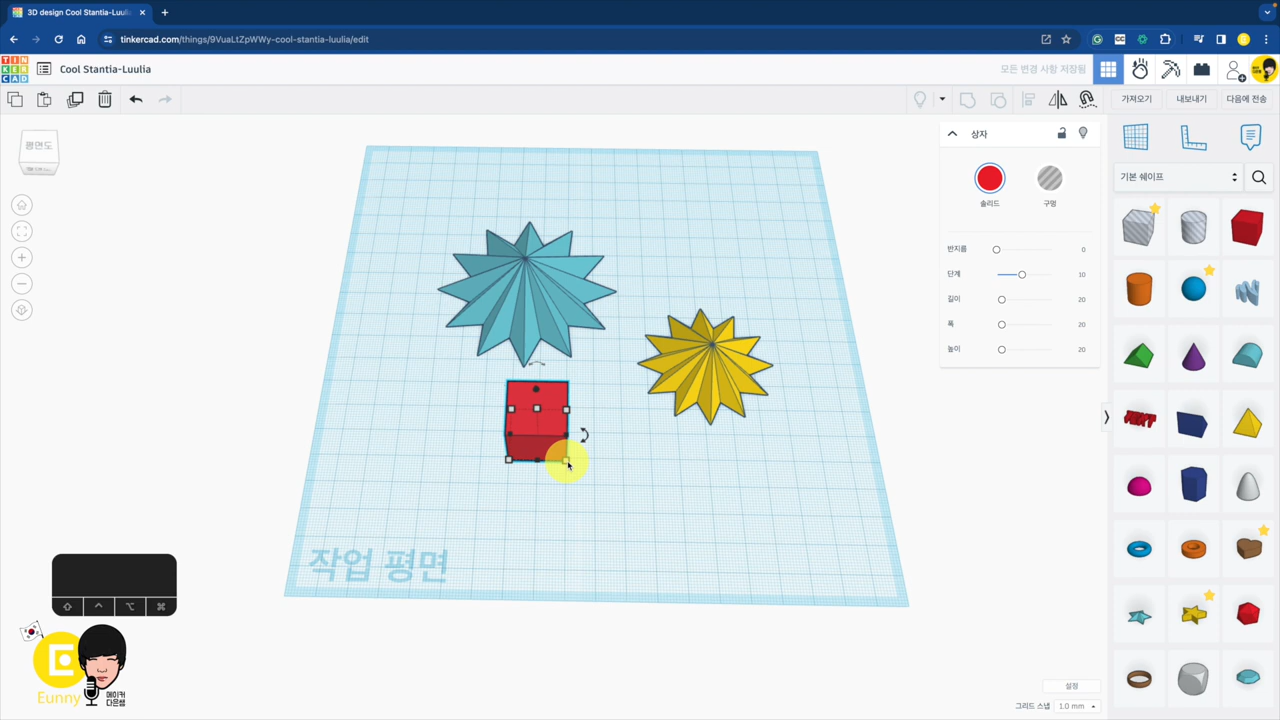 3D design Cool Stantia-Luuli
tinkercad.com/things/9VuaLtZpWWy-cool-stantia-luulia/edit
TIN
KER
CAD
Cool Stantia-Luulia
모든 변경 사항 저장됨
가져오기
내보내기
다음에 전송
평면도
상자
솔리드
구멍
반지름
0
단계
10
길이
20
폭
20
높이
20
기본 쉐이프
작업 평면
Eunny
메이커
다은쌤
설정
그리드 스냅
1.0 mm